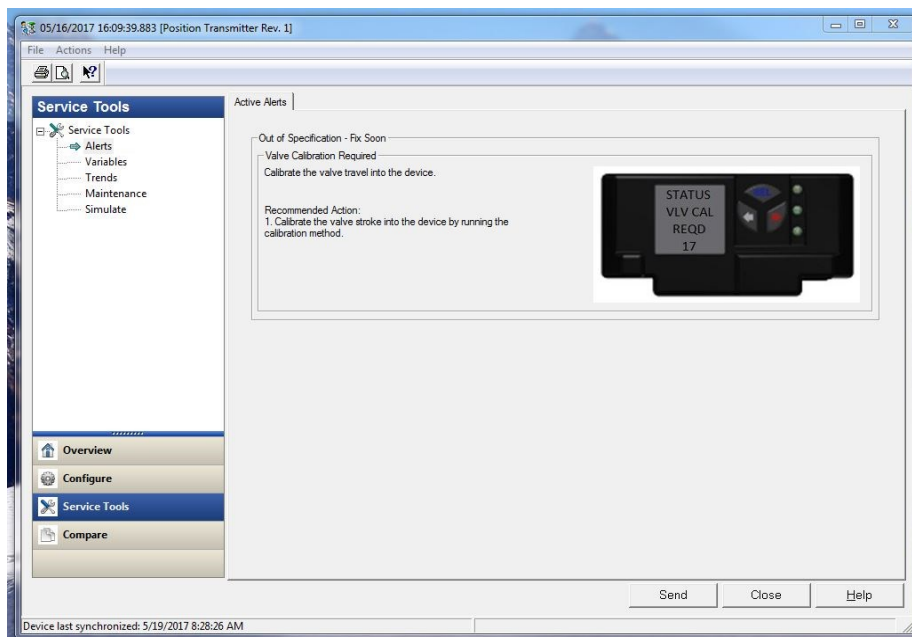 05/16/2017 16:09:39.883 [Position Transmitter Rev. 1]
File Actions Help
Service Tools
Service Tools
Alerts
Variables
Trends
Maintenance
Simulate
Overview
Configure
Service Tools
Compare
Active Alerts
Out of Specification - Fix Soon
Valve Calibration Required
Calibrate the valve travel into the device.
Recommended Action:
1. Calibrate the valve stroke into the device by running the
calibration method.
STATUS
VLV CAL
REQD
17
SEL
Send Close Help
Device last synchronized: 5/19/2017 8:28:26 AM